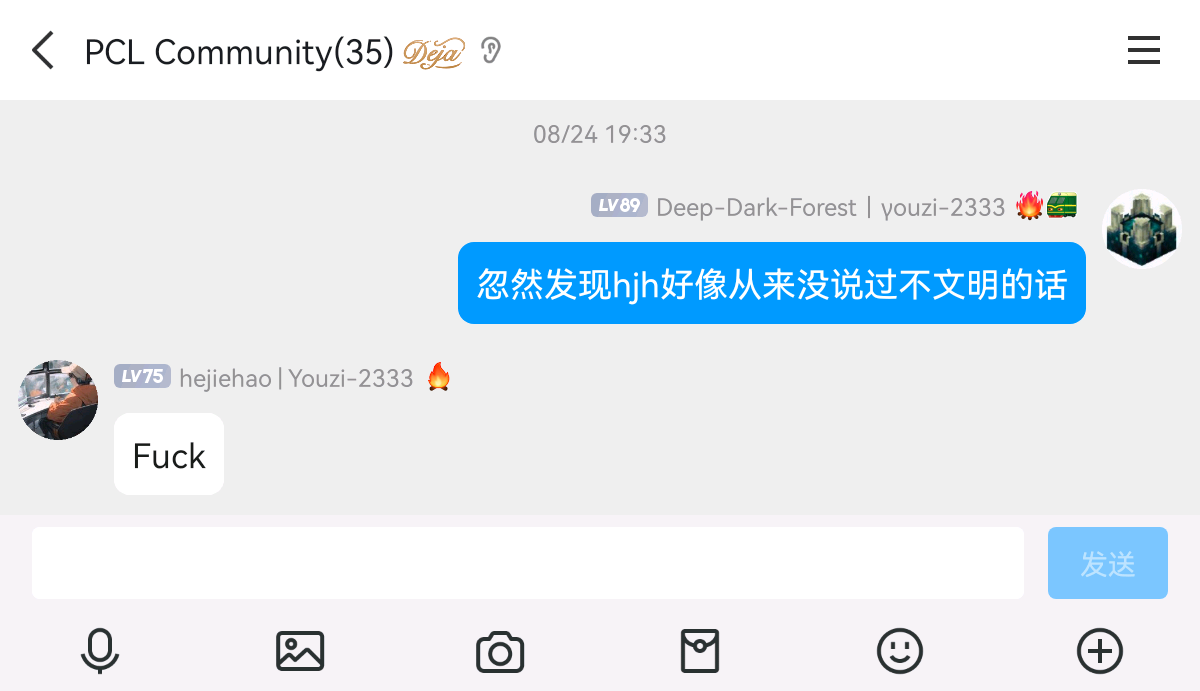 PCL Community(35) Deja
08/24 19:33
LV89 Deep-Dark-Forest | youzi-2333
忽然发现hjh好像从来没说过不文明的话
LV75 hejiehao | Youzi-2333
Fuck
发送